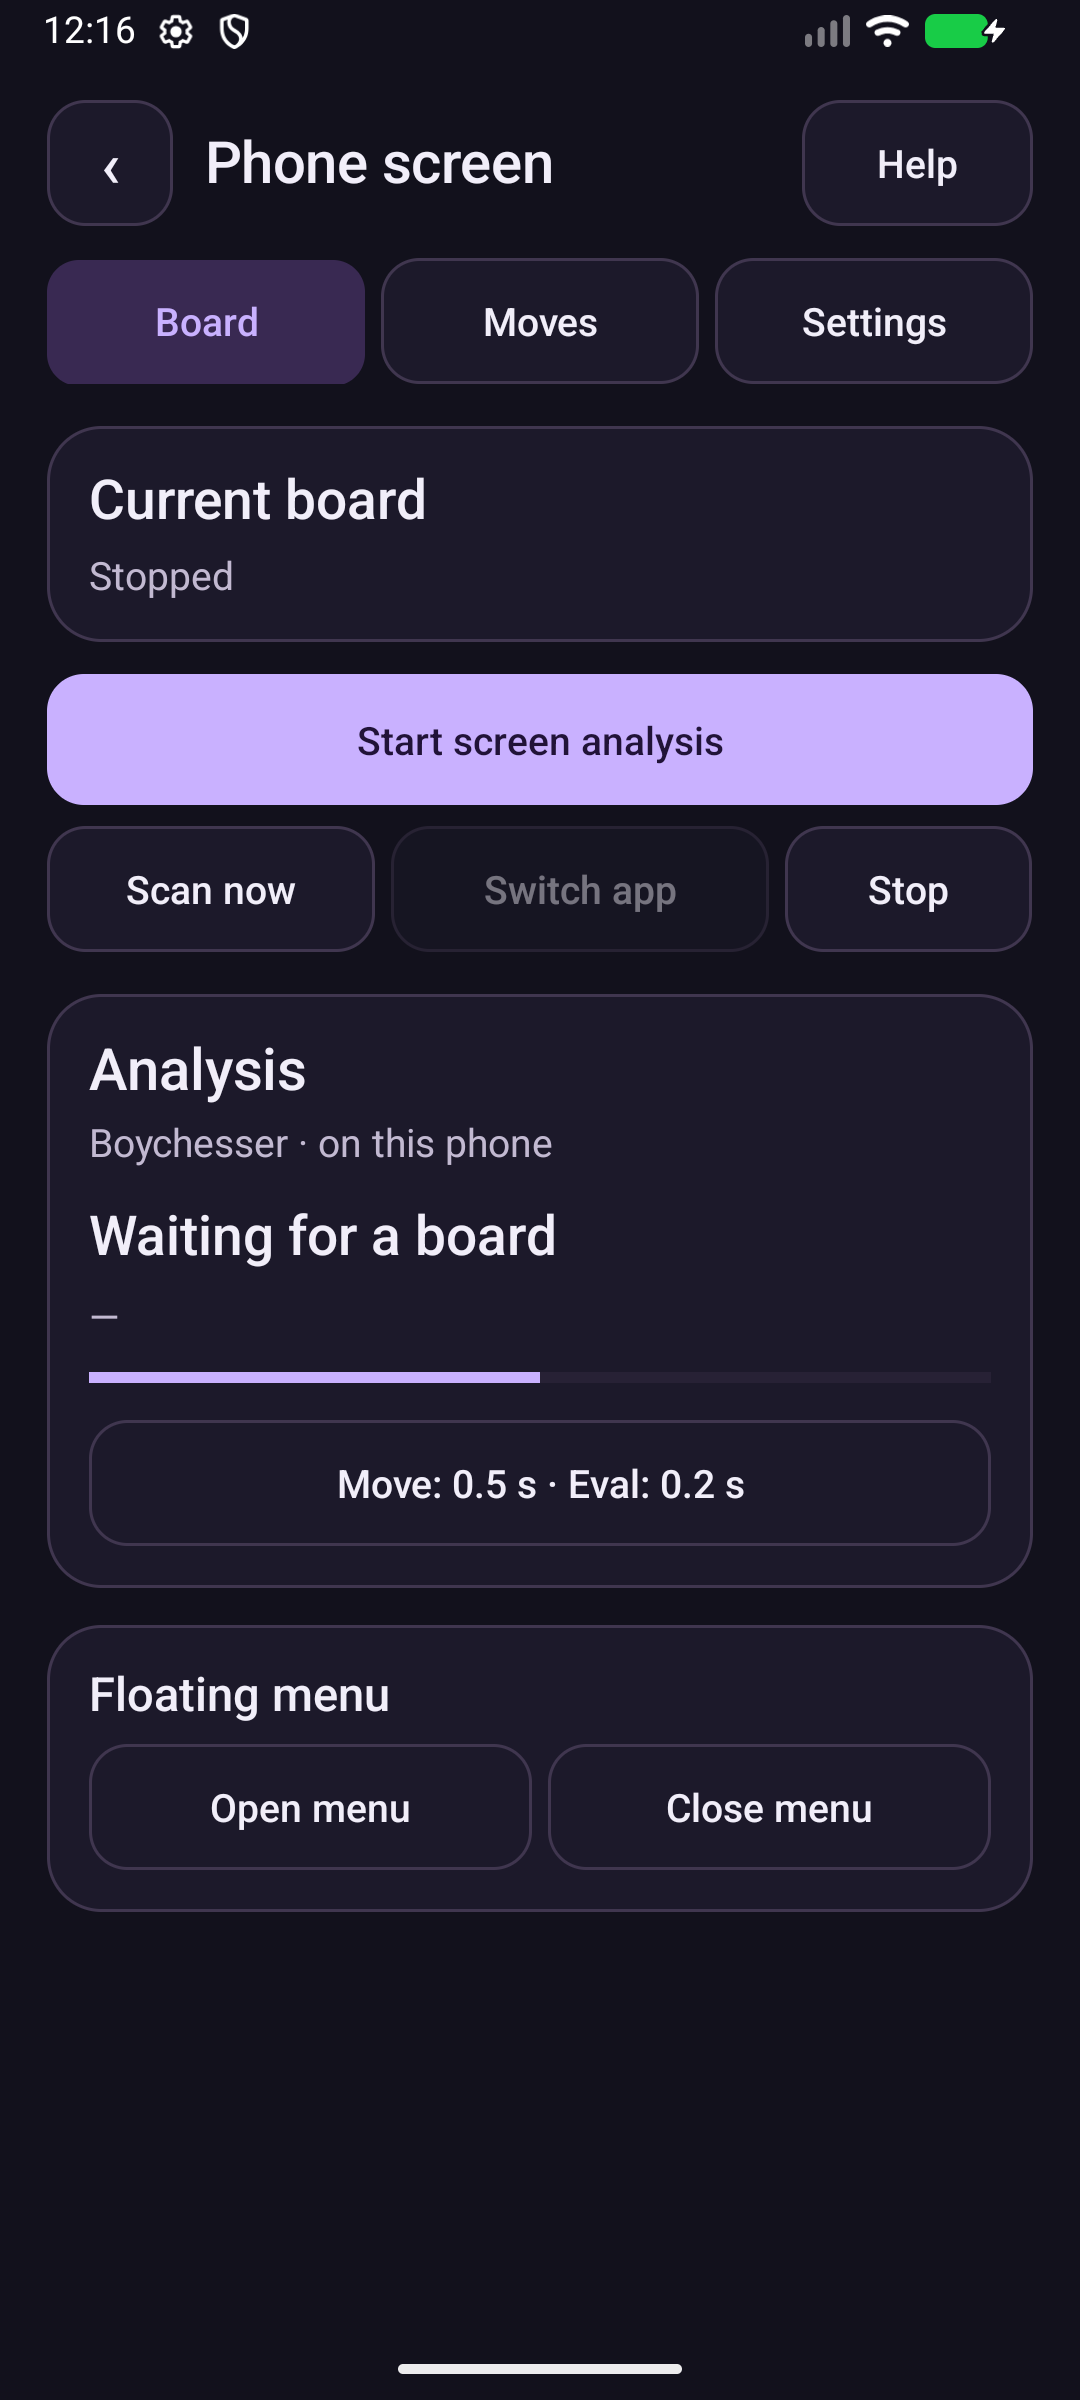 12:16
‹
Phone screen
Help
Board
Moves
Settings
Current board
Stopped
Start screen analysis
Scan now
Switch app
Stop
Analysis
Boychesser · on this phone
Waiting for a board
—
Move: 0.5 s · Eval: 0.2 s
Floating menu
Open menu
Close menu